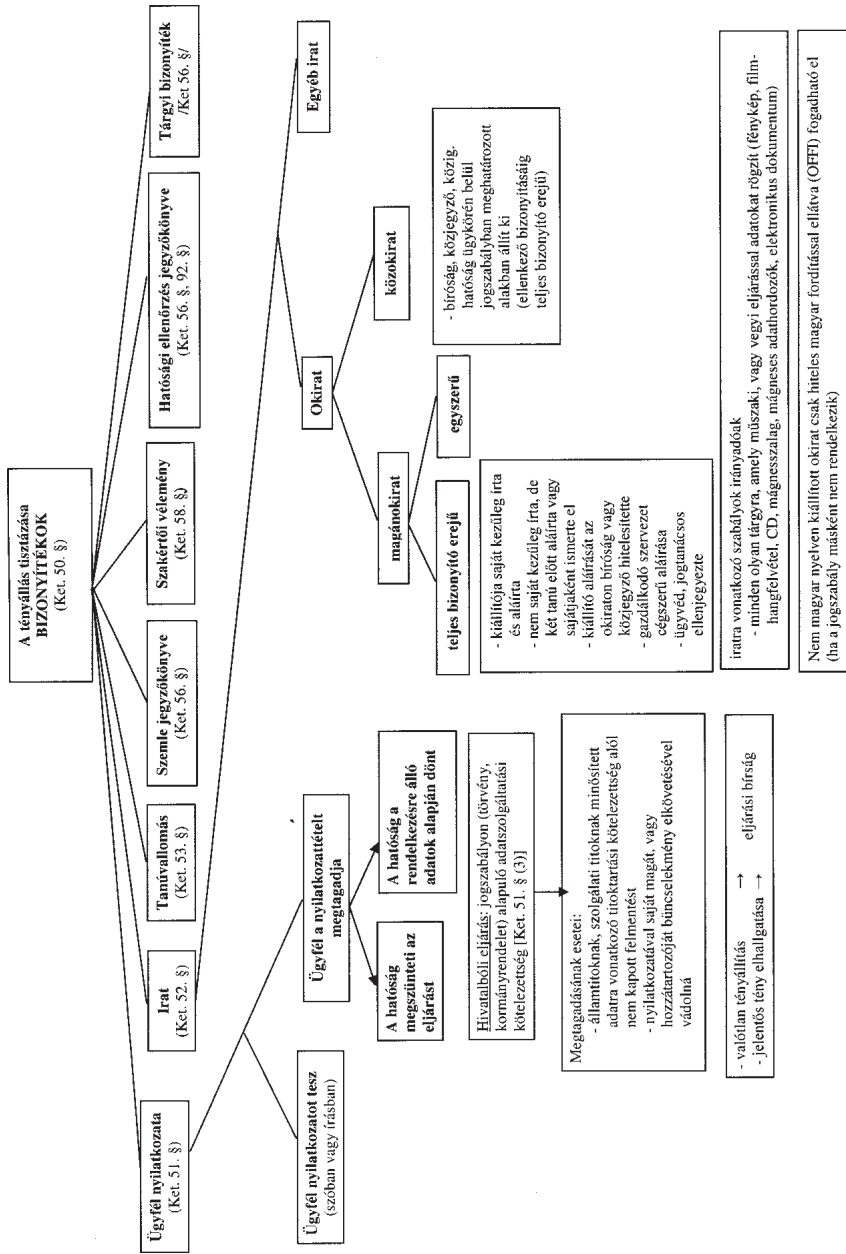 A tényállás tisztázása
BIZONYÍTÉKOK
(Ket. 50. §)
Ügyfél nyilatkozata
(Ket. 51. §)
Irat
(Ket. 52. §)
Tanúvallomás
(Ket. 53. §)
Szemle jegyzőkönyve
(Ket. 56. §)
Szakértői vélemény
(Ket. 58. §)
Hatósági ellenőrzés jegyzőkönyve
(Ket. 56. §, 92. §)
Tárgyi bizonyíték
/Ket 56. §/
Ügyfél nyilatkozatot tesz
(szóban vagy írásban)
Ügyfél a nyilatkozattételt
megtagadja
Okirat
Egyéb irat
A hatóság
megszünteti az
eljárást
A hatóság a
rendelkezésre álló
adatok alapján dönt
magánokirat
közokirat
teljes bizonyító erejű
egyszerű
- bíróság, közjegyző, közig.
hatóság ügykörén belül
jogszabályban meghatározott
alakban állít ki
(ellenkező bizonyításáig
teljes bizonyító erejű)
Hivatalbóli eljárás: jogszabályon (törvény,
kormányrendelet) alapuló adatszolgáltatási
kötelezettség [Ket. 51. § (3)]
- kiállítója saját kezűleg írta
és aláírta
- nem saját kezűleg írta, de
két tanú előtt aláírta vagy
sajátjaként ismerte el
- kiállító aláírását az
okiraton bíróság vagy
közjegyző hitelesítette
- gazdálkodó szervezet
cégszerű aláírása
- ügyvéd, jogtanácsos
ellenjegyezte
Megtagadásának esetei:
- államtitoknak, szolgálati titoknak minősített
adatra vonatkozó titoktartási kötelezettség alól
nem kapott felmentést
- nyilatkozatával saját magát, vagy
hozzátartozóját bűncselekmény elkövetésével
vádolná
- valótlan tényállítás →
- jelentős tény elhallgatása → eljárási bírság
iratra vonatkozó szabályok irányadóak
- minden olyan tárgyra, amely műszaki, vagy vegyi eljárással adatokat rögzít (fénykép, film-
hangfelvétel, CD, mágnesszalag, mágneses adathordozók, elektronikus dokumentum)
Nem magyar nyelven kiállított okirat csak hiteles magyar fordítással ellátva (OFFI) fogadható el
(ha a jogszabály másként nem rendelkezik)